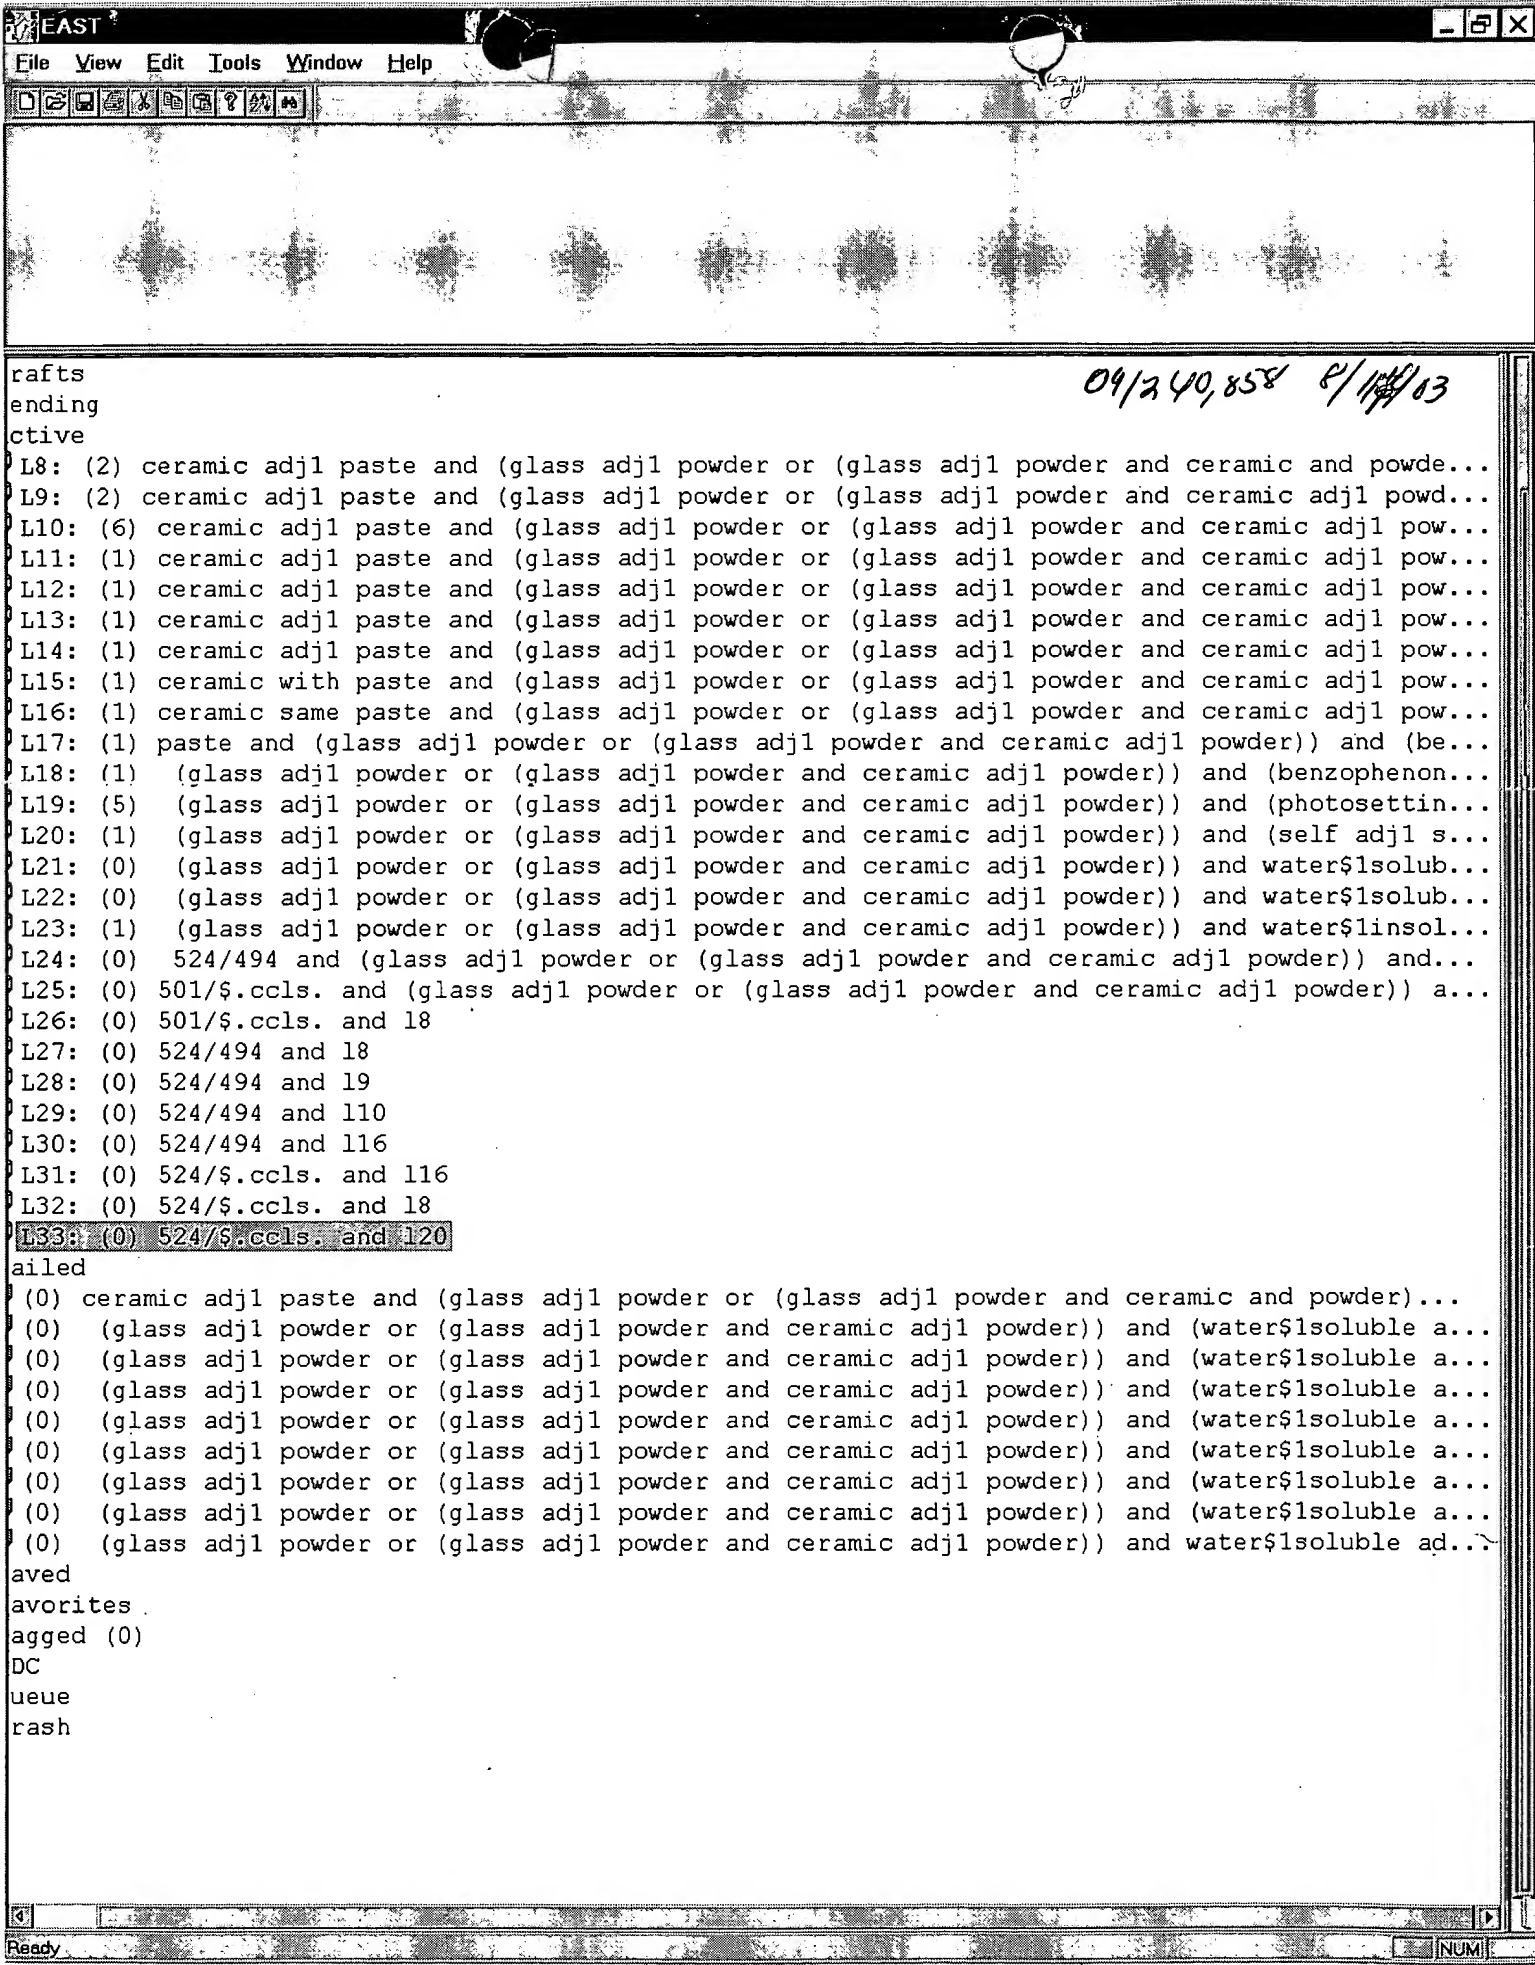 EAST
File View Edit Tools Window Help
rafts
09/240,858 8/ /03
ending
ctive
L8: (2) ceramic adj1 paste and (glass adj1 powder or (glass adj1 powder and ceramic and powde...
L9: (2) ceramic adj1 paste and (glass adj1 powder or (glass adj1 powder and ceramic adj1 powd...
L10: (6) ceramic adj1 paste and (glass adj1 powder or (glass adj1 powder and ceramic adj1 pow...
L11: (1) ceramic adj1 paste and (glass adj1 powder or (glass adj1 powder and ceramic adj1 pow...
L12: (1) ceramic adj1 paste and (glass adj1 powder or (glass adj1 powder and ceramic adj1 pow...
L13: (1) ceramic adj1 paste and (glass adj1 powder or (glass adj1 powder and ceramic adj1 pow...
L14: (1) ceramic adj1 paste and (glass adj1 powder or (glass adj1 powder and ceramic adj1 pow...
L15: (1) ceramic with paste and (glass adj1 powder or (glass adj1 powder and ceramic adj1 pow...
L16: (1) ceramic same paste and (glass adj1 powder or (glass adj1 powder and ceramic adj1 pow...
L17: (1) paste and (glass adj1 powder or (glass adj1 powder and ceramic adj1 powder)) and (be...
L18: (1) (glass adj1 powder or (glass adj1 powder and ceramic adj1 powder)) and (benzophenon...
L19: (5) (glass adj1 powder or (glass adj1 powder and ceramic adj1 powder)) and (photosettin...
L20: (1) (glass adj1 powder or (glass adj1 powder and ceramic adj1 powder)) and (self adj1 s...
L21: (0) (glass adj1 powder or (glass adj1 powder and ceramic adj1 powder)) and water$1solub...
L22: (0) (glass adj1 powder or (glass adj1 powder and ceramic adj1 powder)) and water$1solub...
L23: (1) (glass adj1 powder or (glass adj1 powder and ceramic adj1 powder)) and water$1insol...
L24: (0) 524/494 and (glass adj1 powder or (glass adj1 powder and ceramic adj1 powder)) and...
L25: (0) 501/$.ccls. and (glass adj1 powder or (glass adj1 powder and ceramic adj1 powder)) a...
L26: (0) 501/$.ccls. and l8
L27: (0) 524/494 and l8
L28: (0) 524/494 and l9
L29: (0) 524/494 and l10
L30: (0) 524/494 and l16
L31: (0) 524/$.ccls. and l16
L32: (0) 524/$.ccls. and l8
L33: (0) 524/$.ccls. and l20
ailed
(0) ceramic adj1 paste and (glass adj1 powder or (glass adj1 powder and ceramic and powder)...
(0) (glass adj1 powder or (glass adj1 powder and ceramic adj1 powder)) and (water$1soluble a...
(0) (glass adj1 powder or (glass adj1 powder and ceramic adj1 powder)) and (water$1soluble a...
(0) (glass adj1 powder or (glass adj1 powder and ceramic adj1 powder)) and (water$1soluble a...
(0) (glass adj1 powder or (glass adj1 powder and ceramic adj1 powder)) and (water$1soluble a...
(0) (glass adj1 powder or (glass adj1 powder and ceramic adj1 powder)) and (water$1soluble a...
(0) (glass adj1 powder or (glass adj1 powder and ceramic adj1 powder)) and (water$1soluble a...
(0) (glass adj1 powder or (glass adj1 powder and ceramic adj1 powder)) and (water$1soluble a...
(0) (glass adj1 powder or (glass adj1 powder and ceramic adj1 powder)) and water$1soluble ad...
aved
avorites
agged (0)
DC
ueue
rash
Ready
NUM